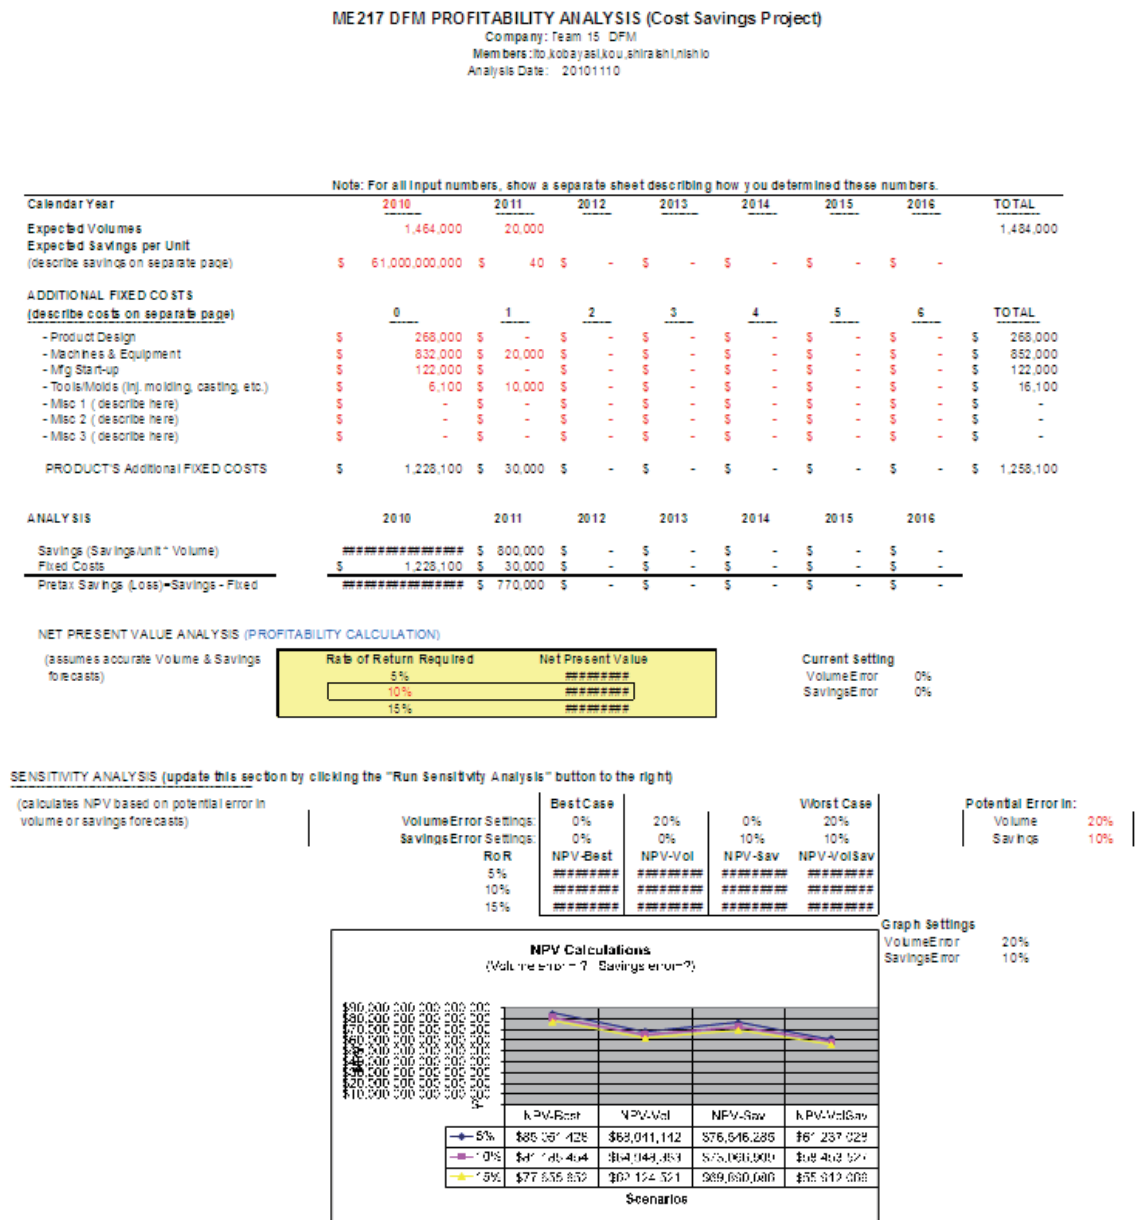 ME217 DFM PROFITABILITY ANALYSIS (Cost Savings Project)
Company: Team 15 DFM
Members: Ito,kobayasi,kou,shiraishi,nishio
Analysis Date: 20101110
Note: For all input numbers, show a separate sheet describing how you determined these numbers.
Calendar Year 2010 2011 2012 2013 2014 2015 2016 TOTAL
Expected Volumes 1,464,000 20,000 1,484,000
Expected Savings per Unit
(describe savings on separate page) $ 61,000,000,000 $ 40 $ - $ - $ - $ - $ -
ADDITIONAL FIXED COSTS
(describe costs on separate page) 0 1 2 3 4 5 6 TOTAL
- Product Design $ 268,000 $ - $ - $ - $ - $ - $ - $ 268,000
- Machines & Equipment $ 832,000 $ 20,000 $ - $ - $ - $ - $ - $ 852,000
- Mfg Start-up $ 122,000 $ - $ - $ - $ - $ - $ - $ 122,000
- Tools/Molds (Inj. molding, casting, etc.) $ 6,100 $ 10,000 $ - $ - $ - $ - $ - $ 16,100
- Misc 1 ( describe here) $ - $ - $ - $ - $ - $ - $ - $ -
- Misc 2 ( describe here) $ - $ - $ - $ - $ - $ - $ - $ -
- Misc 3 ( describe here) $ - $ - $ - $ - $ - $ - $ - $ -
PRODUCT'S Additional FIXED COSTS $ 1,228,100 $ 30,000 $ - $ - $ - $ - $ - $ 1,258,100
ANALYSIS 2010 2011 2012 2013 2014 2015 2016
Savings (Savings/unit * Volume) ################ $ 800,000 $ - $ - $ - $ - $ -
Fixed Costs $ 1,228,100 $ 30,000 $ - $ - $ - $ - $ -
Pretax Savings (Loss)=Savings - Fixed ################ $ 770,000 $ - $ - $ - $ - $ -
NET PRESENT VALUE ANALYSIS (PROFITABILITY CALCULATION)
(assumes accurate Volume & Savings forecasts)
Rate of Return Required Net Present Value
5% #########
10% #########
15% #########
Current Setting
VolumeError 0%
SavingsError 0%
SENSITIVITY ANALYSIS (update this section by clicking the "Run Sensitivity Analysis" button to the right)
(calculates NPV based on potential error in
volume or savings forecasts)
Best Case Worst Case
VolumeError Settings: 0% 20% 0% 20%
SavingsError Settings: 0% 0% 10% 10%
RoR NPV-Best NPV-Vol NPV-Sav NPV-VolSav
5% ######### ######### ######### #########
10% ######### ######### ######### #########
15% ######### ######### ######### #########
Potential Error in:
Volume 20%
Savings 10%
Graph Settings
VolumeError 20%
SavingsError 10%
NPV Calculations
(Volume error = ? Savings error=?)
NPV-Best NPV-Vol NPV-Sav NPV-VolSav
5%
10%
15%
Scenarios